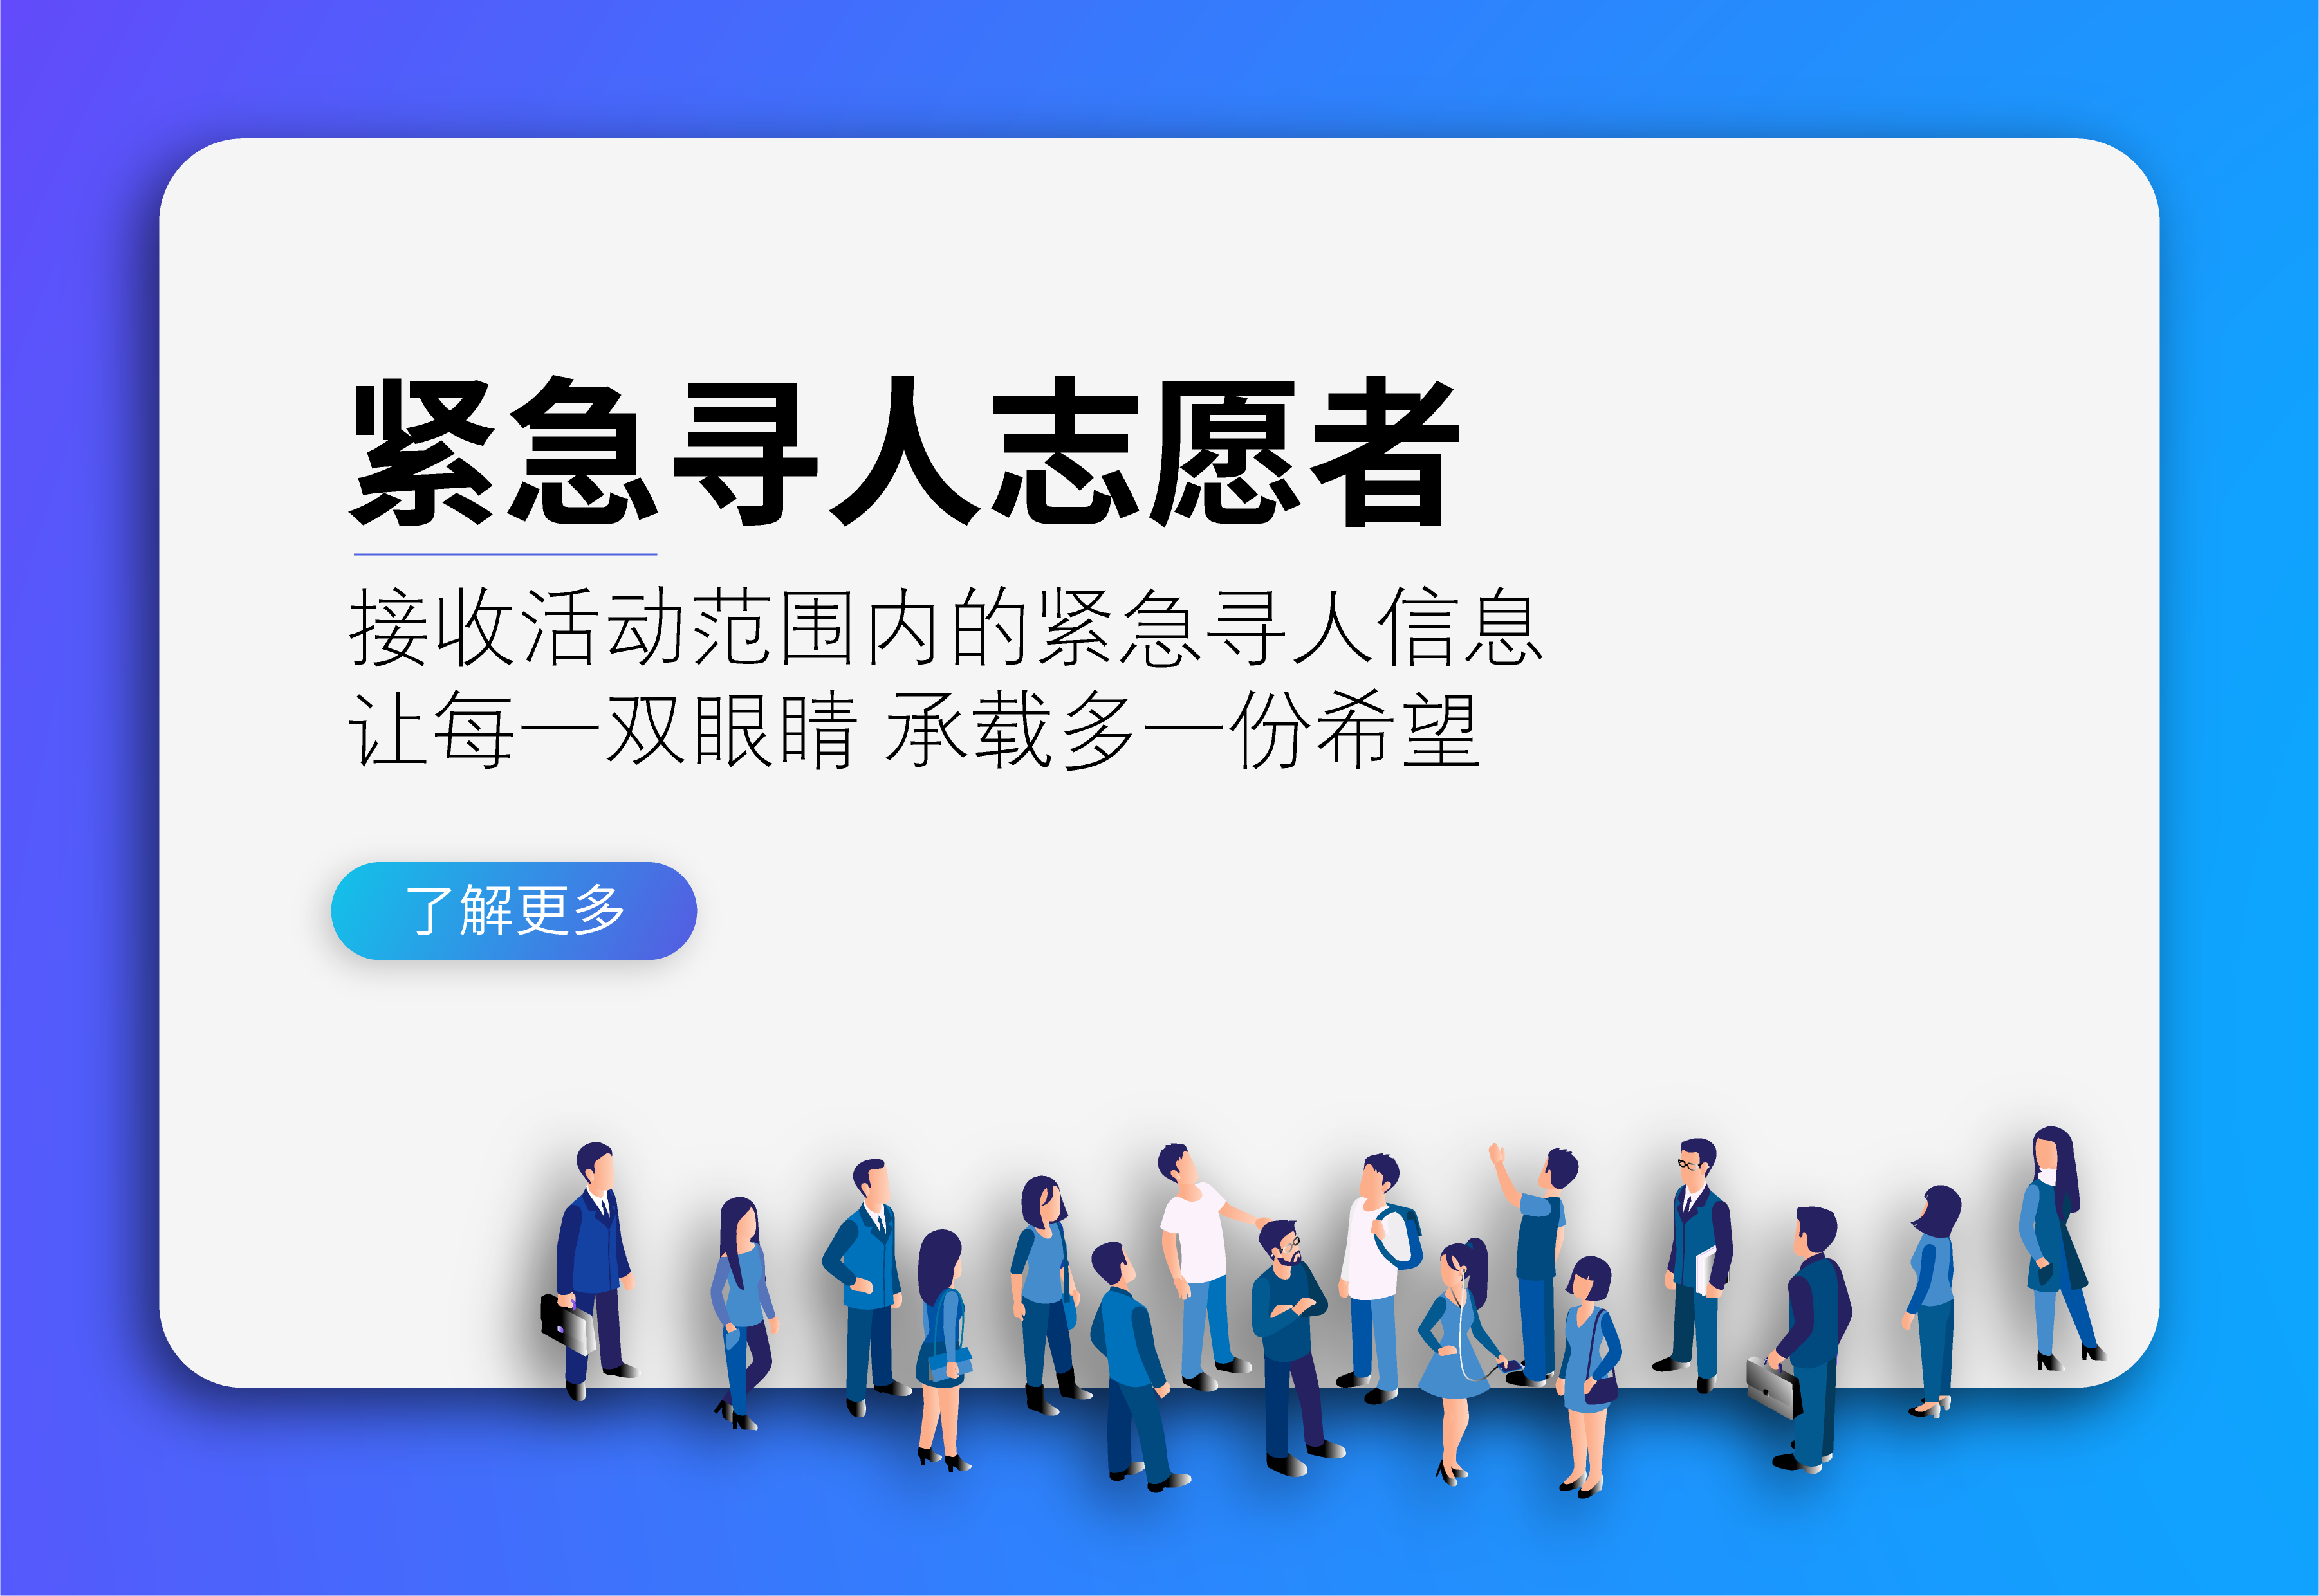 紧急寻人志愿者
接收活动范围内的紧急寻人信息
让每一双眼睛 承载多一份希望
了解更多